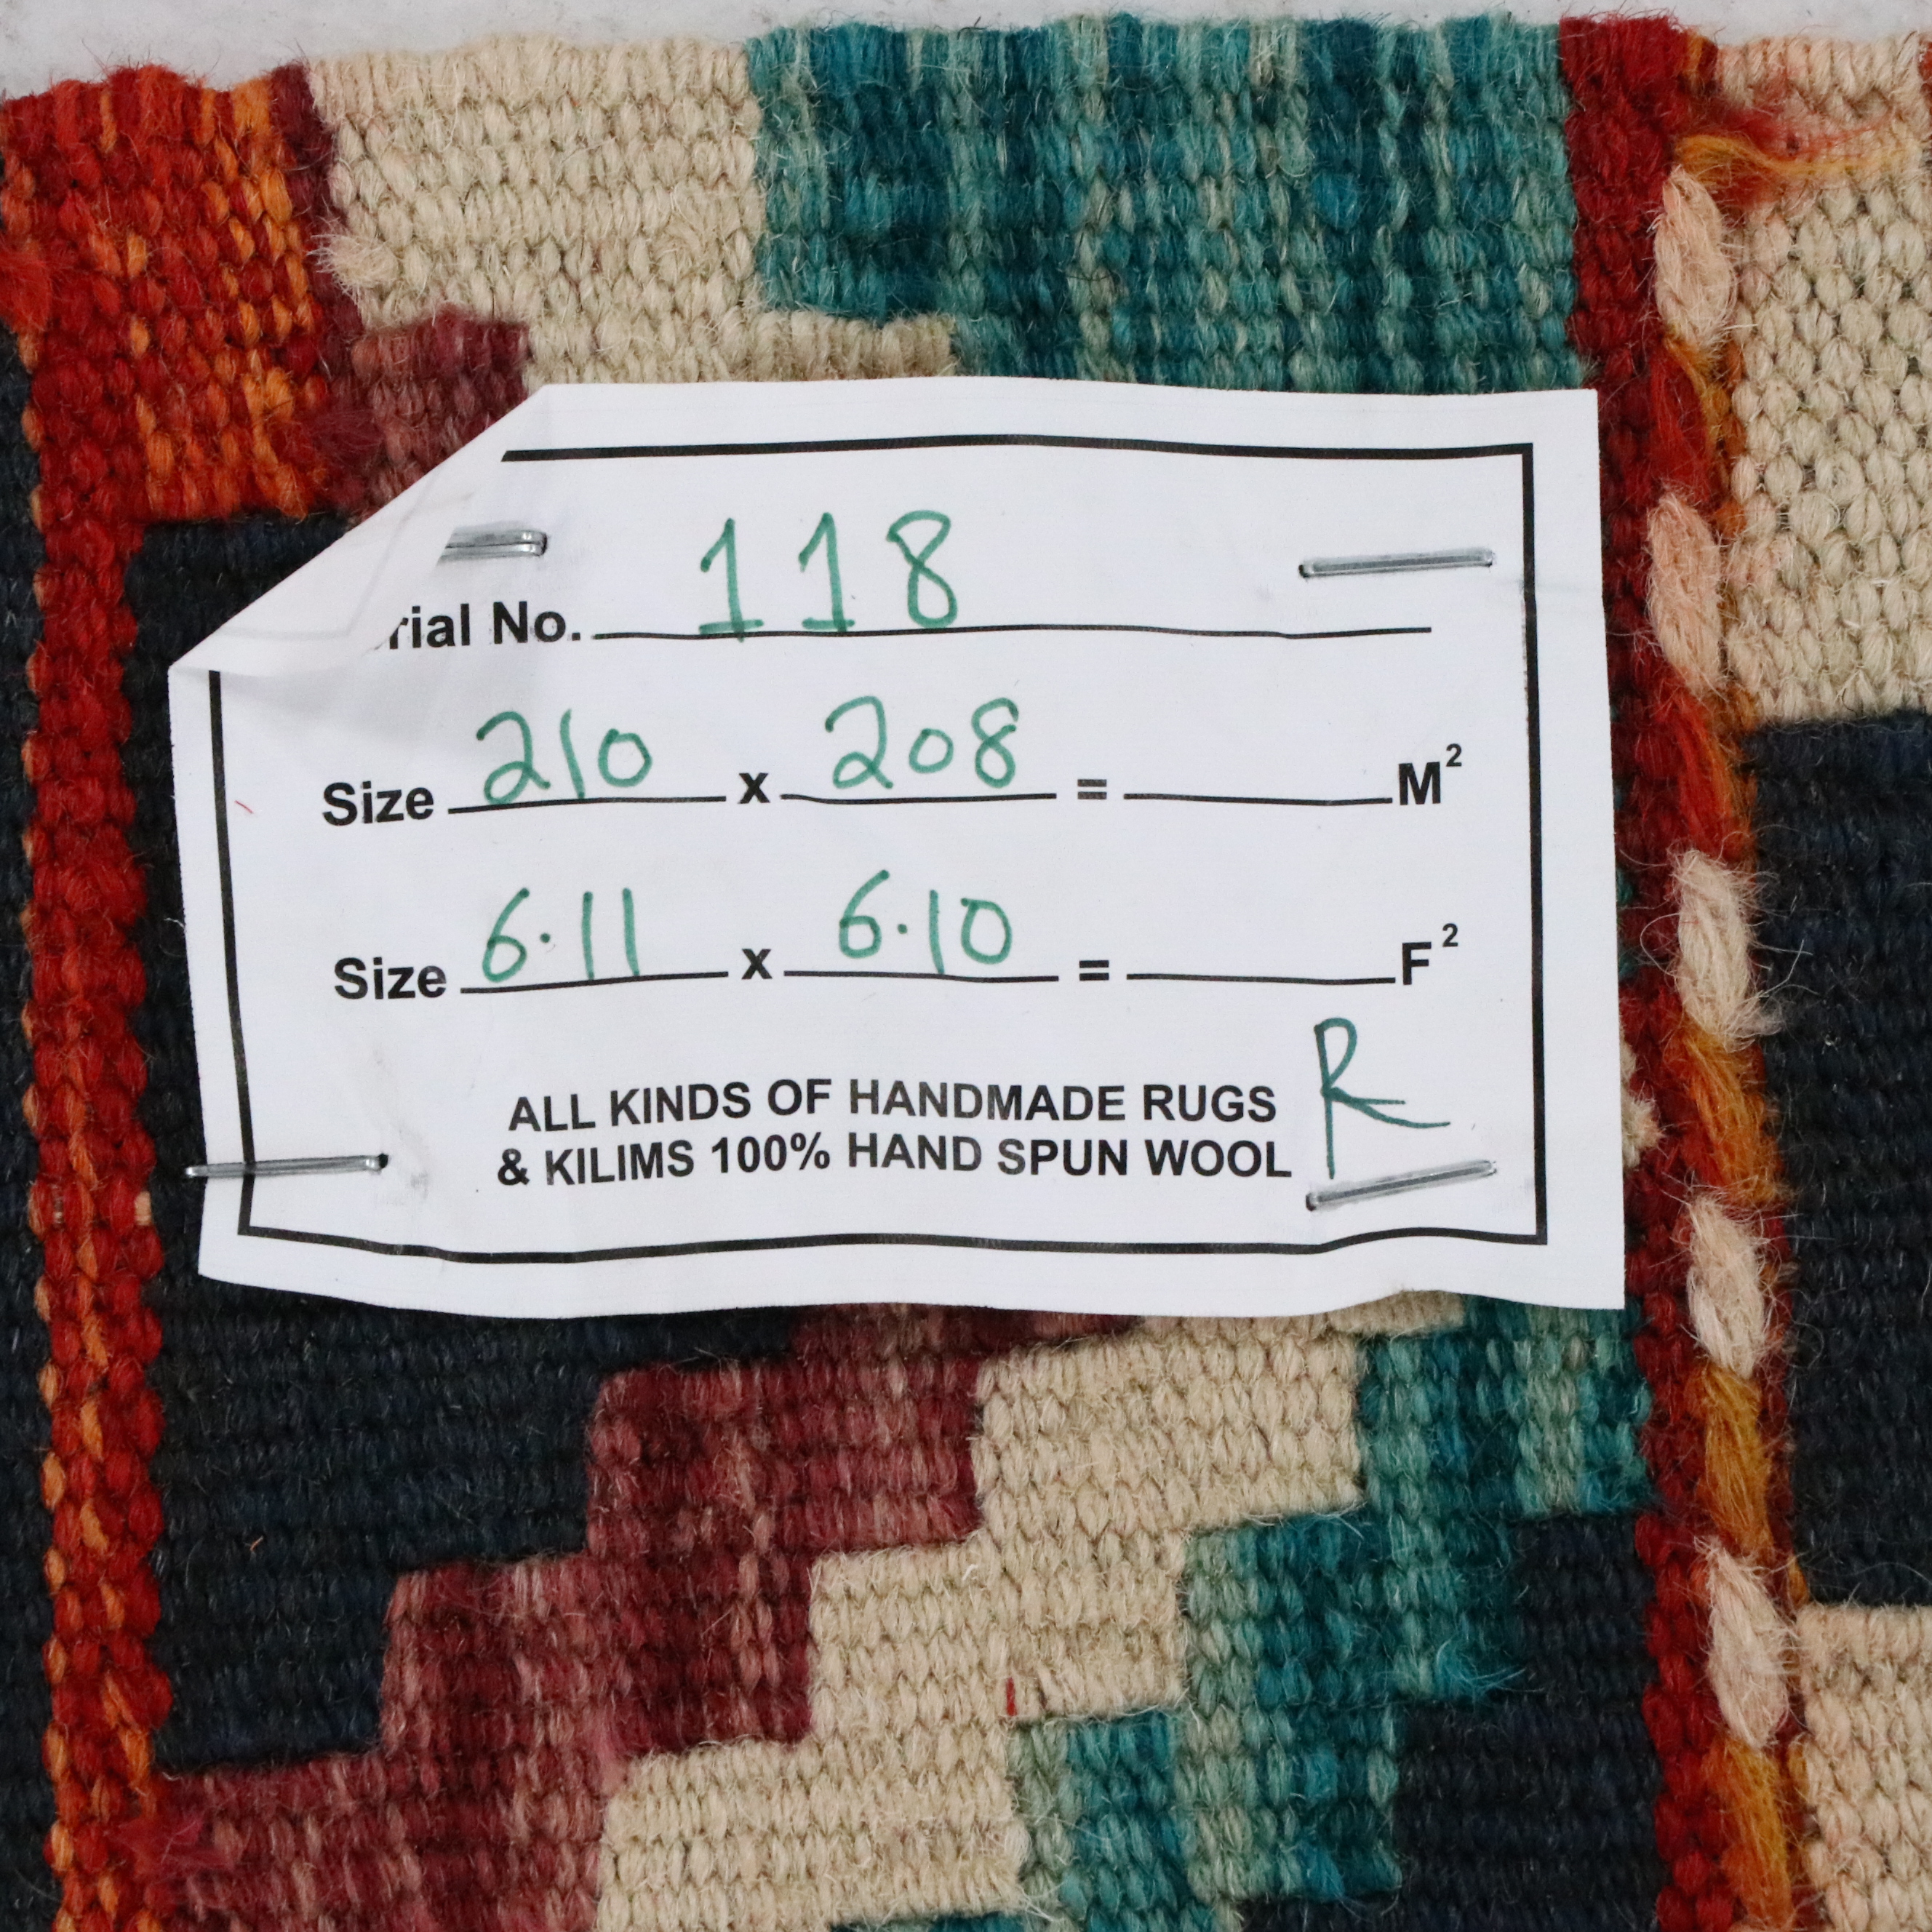 rial No. 118
Size 210 x 208 = M²
Size 6.11 x 6.10 = F²
R
ALL KINDS OF HANDMADE RUGS
& KILIMS 100% HAND SPUN WOOL